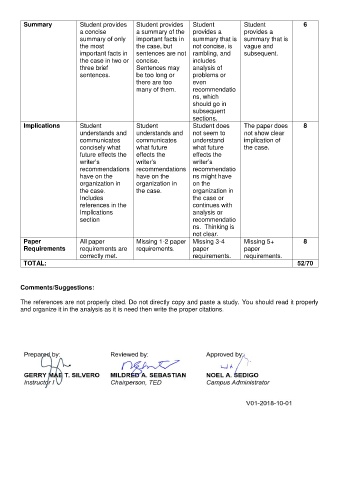 Summary
Student provides a concise summary of only the most important facts in the case in two or three brief sentences.
Student provides a summary of the important facts in the case, but sentences are not concise. Sentences may be too long or there are too many of them.
Student provides a summary that is not concise, is rambling, and includes analysis of problems or even recommendatio ns, which should go in subsequent sections.
Student provides a summary that is vague and subsequent.
6
Implications
Student understands and communicates concisely what future effects the writer's recommendations have on the organization in the case. Includes references in the Implications section
Student understands and communicates what future effects the writer's recommendations have on the organization in the case.
Student does not seem to understand what future effects the writer's recommendatio ns might have on the organization in the case or continues with analysis or recommendatio ns. Thinking is not clear.
The paper does not show clear implication of the case.
8
Paper Requirements
All paper requirements are correctly met.
Missing 1-2 paper requirements.
Missing 3-4 paper requirements.
Missing 5+ paper requirements.
8
TOTAL:
52/70
Comments/Suggestions:
The references are not properly cited. Do not directly copy and paste a study. You should read it properly
and organize it in the analysis as it is need then write the proper citations.
Prepared by:
Reviewed by:
Approved by:
GERRY MAE T. SILVERO
MILDRED A. SEBASTIAN
NOEL A. SEDIGO
Instructor I
Chairperson, TED
Campus Administrator
V01-2018-10-01